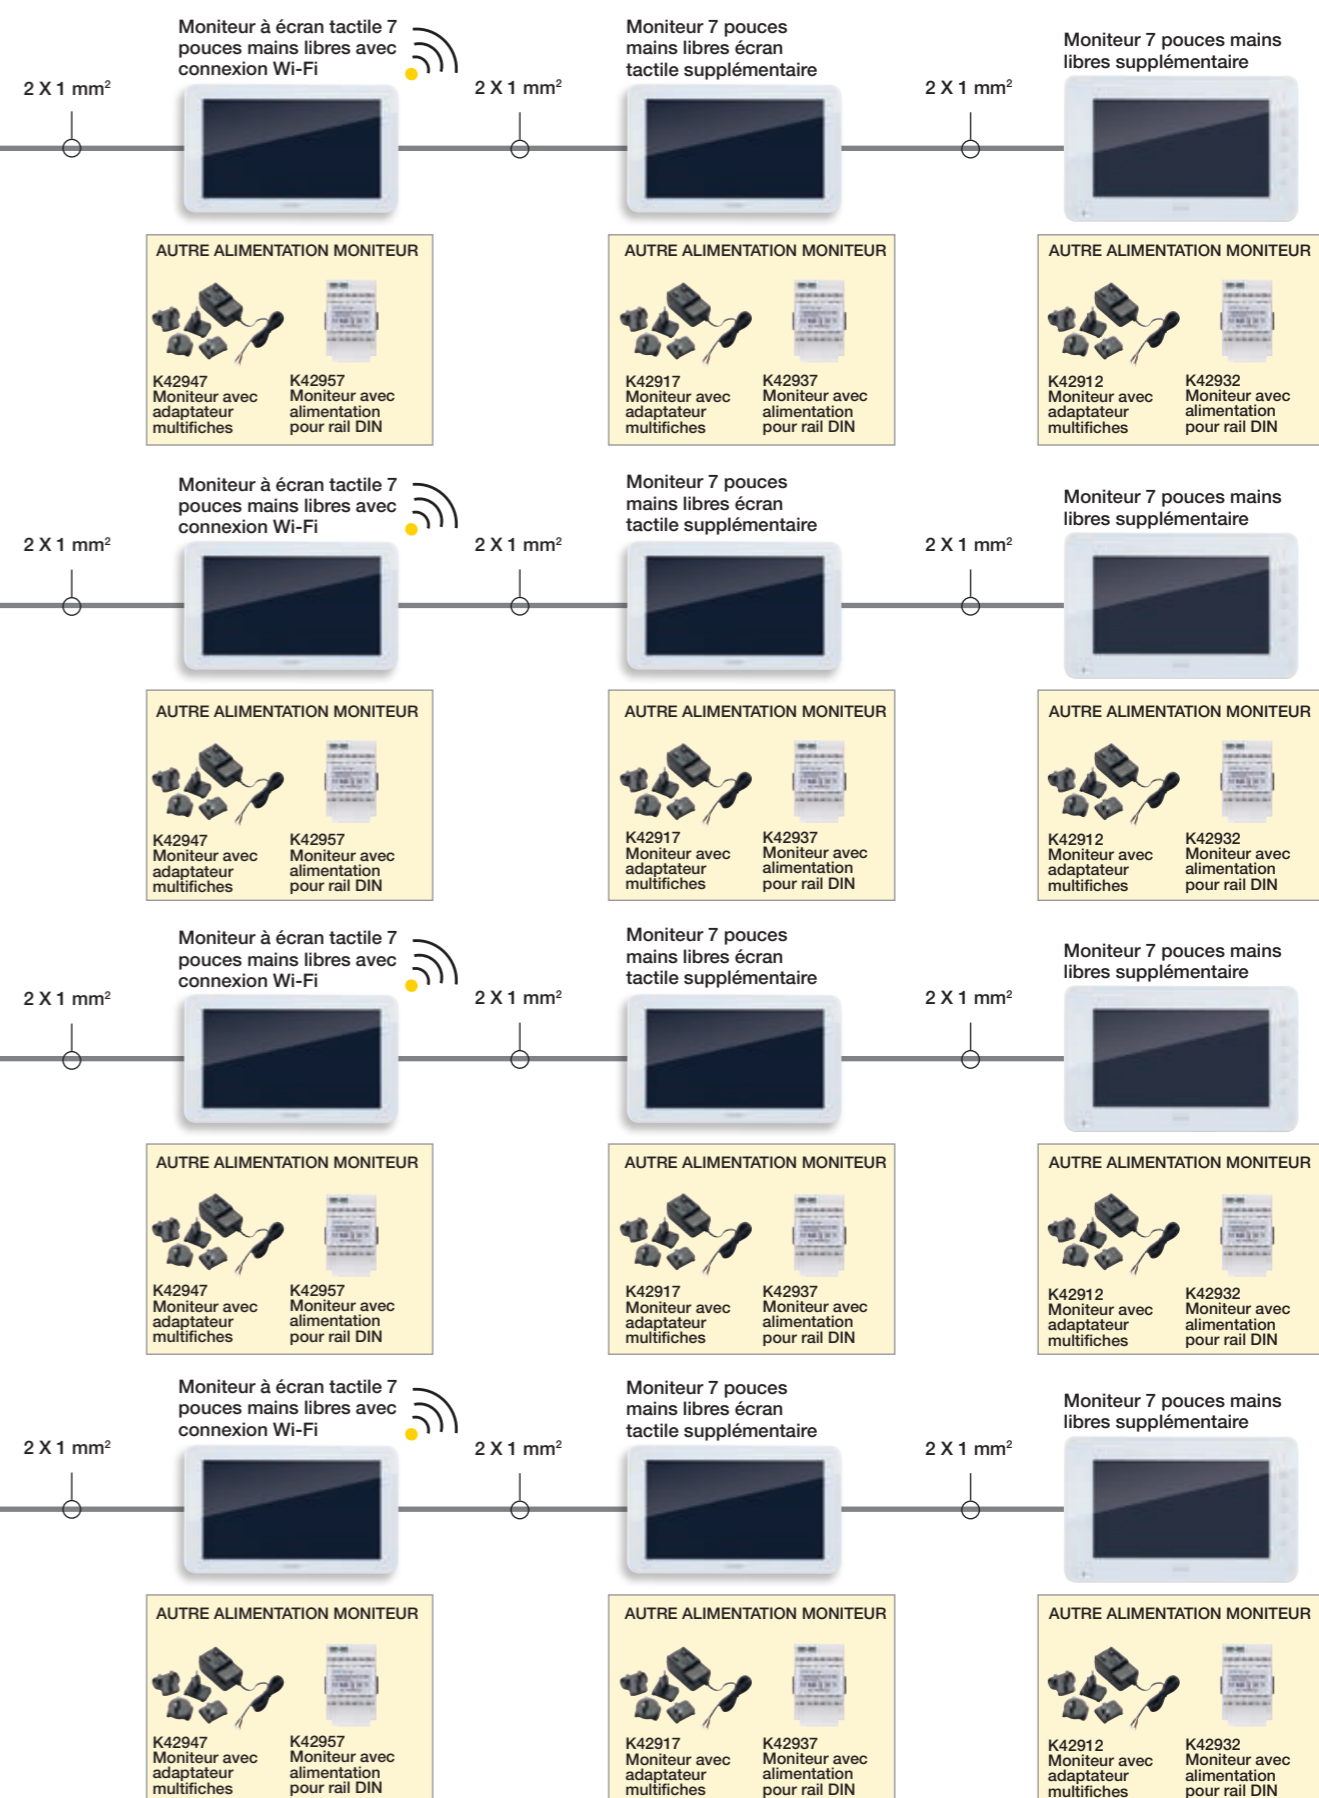 Moniteur à écran tactile 7
pouces mains libres avec
connexion Wi-Fi
Moniteur 7 pouces
mains libres écran
tactile supplémentaire
Moniteur 7 pouces mains
libres supplémentaire
2 X 1 mm²
2 X 1 mm²
2 X 1 mm²
AUTRE ALIMENTATION MONITEUR
K42947
Moniteur avec
adaptateur
multifiches
K42957
Moniteur avec
alimentation
pour rail DIN
AUTRE ALIMENTATION MONITEUR
K42917
Moniteur avec
adaptateur
multifiches
K42937
Moniteur avec
alimentation
pour rail DIN
AUTRE ALIMENTATION MONITEUR
K42912
Moniteur avec
adaptateur
multifiches
K42932
Moniteur avec
alimentation
pour rail DIN
Moniteur à écran tactile 7
pouces mains libres avec
connexion Wi-Fi
Moniteur 7 pouces
mains libres écran
tactile supplémentaire
Moniteur 7 pouces mains
libres supplémentaire
2 X 1 mm²
2 X 1 mm²
2 X 1 mm²
AUTRE ALIMENTATION MONITEUR
K42947
Moniteur avec
adaptateur
multifiches
K42957
Moniteur avec
alimentation
pour rail DIN
AUTRE ALIMENTATION MONITEUR
K42917
Moniteur avec
adaptateur
multifiches
K42937
Moniteur avec
alimentation
pour rail DIN
AUTRE ALIMENTATION MONITEUR
K42912
Moniteur avec
adaptateur
multifiches
K42932
Moniteur avec
alimentation
pour rail DIN
Moniteur à écran tactile 7
pouces mains libres avec
connexion Wi-Fi
Moniteur 7 pouces
mains libres écran
tactile supplémentaire
Moniteur 7 pouces mains
libres supplémentaire
2 X 1 mm²
2 X 1 mm²
2 X 1 mm²
AUTRE ALIMENTATION MONITEUR
K42947
Moniteur avec
adaptateur
multifiches
K42957
Moniteur avec
alimentation
pour rail DIN
AUTRE ALIMENTATION MONITEUR
K42917
Moniteur avec
adaptateur
multifiches
K42937
Moniteur avec
alimentation
pour rail DIN
AUTRE ALIMENTATION MONITEUR
K42912
Moniteur avec
adaptateur
multifiches
K42932
Moniteur avec
alimentation
pour rail DIN
Moniteur à écran tactile 7
pouces mains libres avec
connexion Wi-Fi
Moniteur 7 pouces
mains libres écran
tactile supplémentaire
Moniteur 7 pouces mains
libres supplémentaire
2 X 1 mm²
2 X 1 mm²
2 X 1 mm²
AUTRE ALIMENTATION MONITEUR
K42947
Moniteur avec
adaptateur
multifiches
K42957
Moniteur avec
alimentation
pour rail DIN
AUTRE ALIMENTATION MONITEUR
K42917
Moniteur avec
adaptateur
multifiches
K42937
Moniteur avec
alimentation
pour rail DIN
AUTRE ALIMENTATION MONITEUR
K42912
Moniteur avec
adaptateur
multifiches
K42932
Moniteur avec
alimentation
pour rail DIN